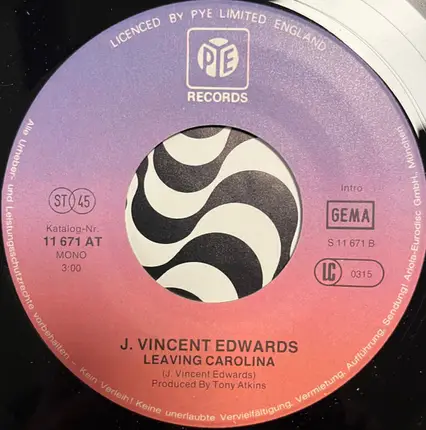 LICENCED BY PYE LIMITED ENGLAND
PYE
RECORDS
ST 45
Katalog-Nr.
11 671 AT
MONO
3:00
Intro
GEMA
S 11 671 B
LC 0315
J. VINCENT EDWARDS
LEAVING CAROLINA
(J. Vincent Edwards)
Produced By Tony Atkins
Alle Urheber- und Leistungsschutzrechte vorbehalten – Kein Verleih! Keine unerlaubte Vervielfältigung, Vermietung, Aufführung, Sendung! Ariola-Eurodisc GmbH, München